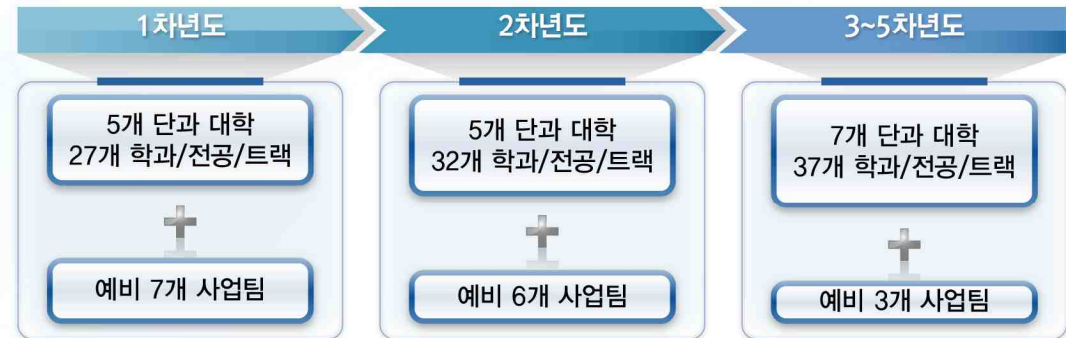 1차년도
2차년도
3~5차년도
5개 단과 대학
27개 학과/전공/트랙
5개 단과 대학
32개 학과/전공/트랙
7개 단과 대학
37개 학과/전공/트랙
예비 7개 사업팀
예비 6개 사업팀
예비 3개 사업팀